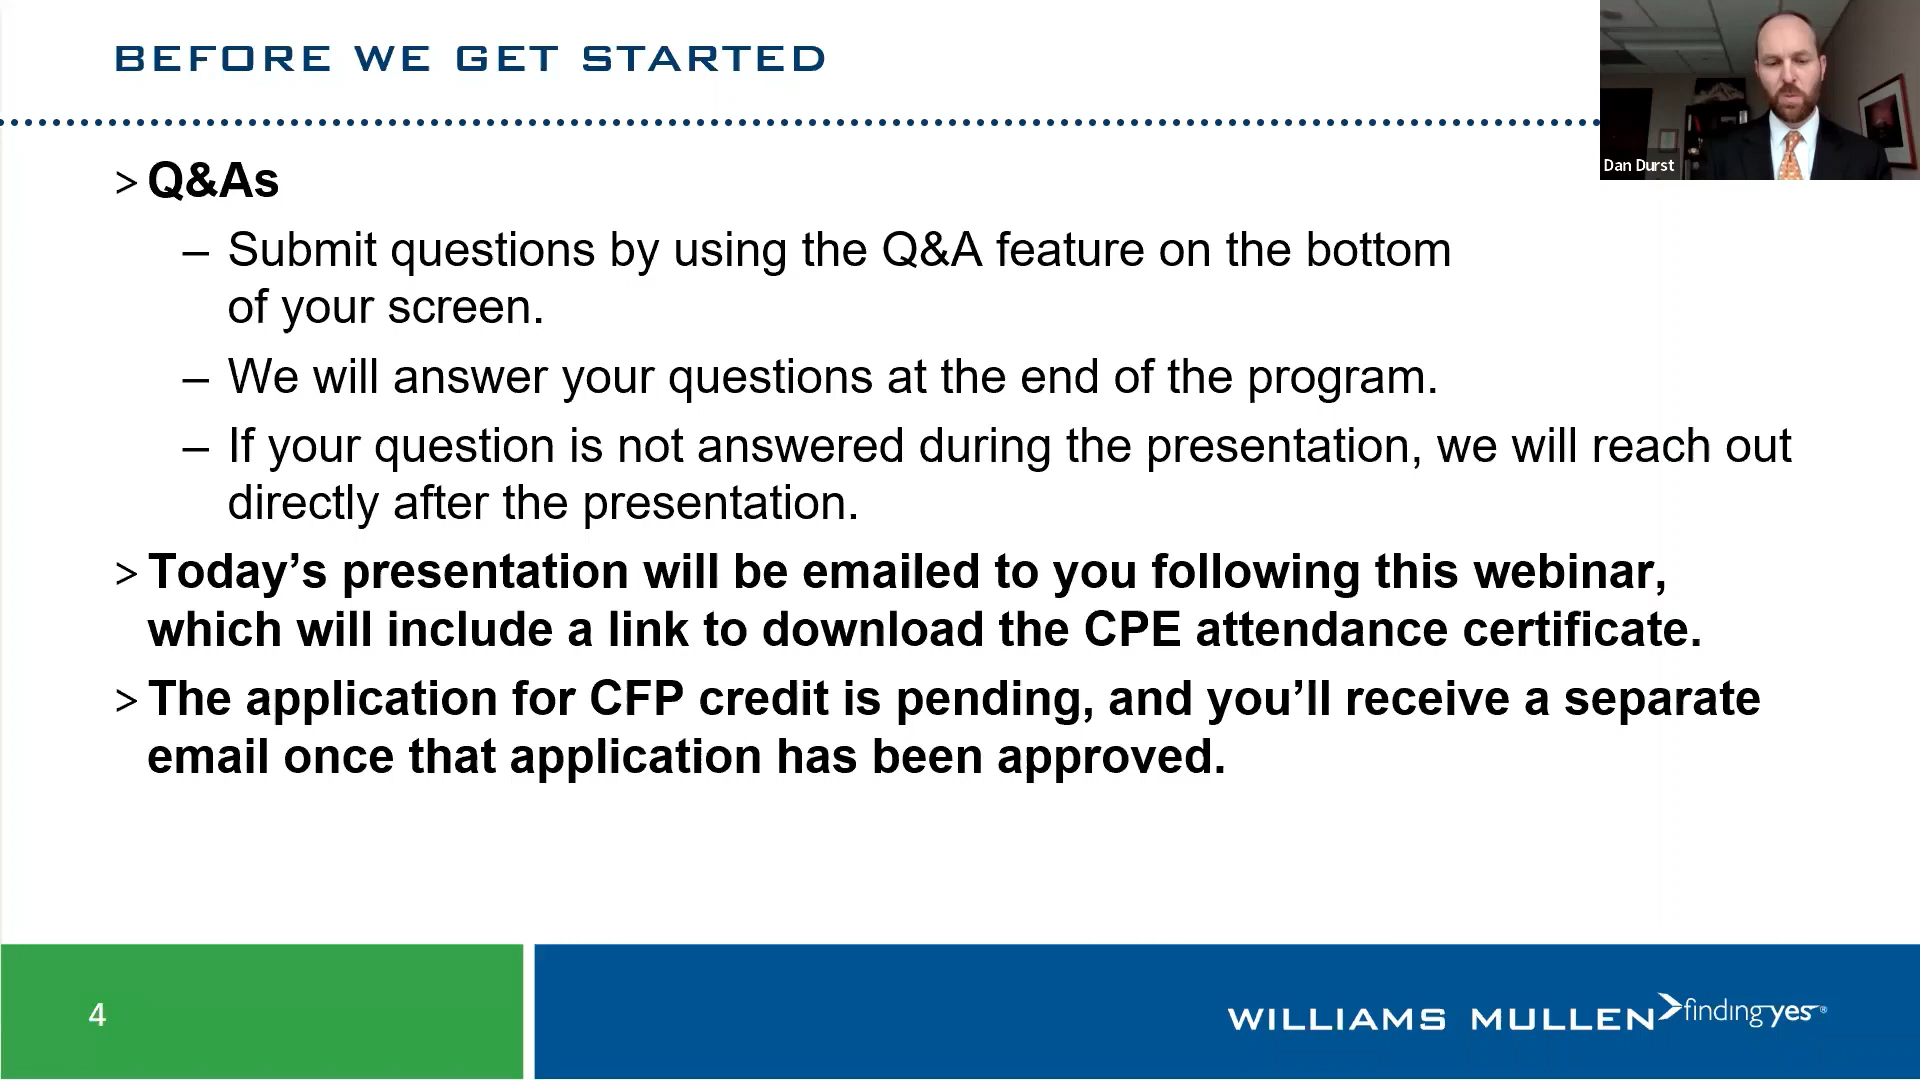 BEFORE WE GET STARTED
Dan Durst
> Q&As
– Submit questions by using the Q&A feature on the bottom
of your screen.
– We will answer your questions at the end of the program.
– If your question is not answered during the presentation, we will reach out
directly after the presentation.
> Today’s presentation will be emailed to you following this webinar,
which will include a link to download the CPE attendance certificate.
> The application for CFP credit is pending, and you’ll receive a separate
email once that application has been approved.
4
WILLIAMS MULLEN findingyes®